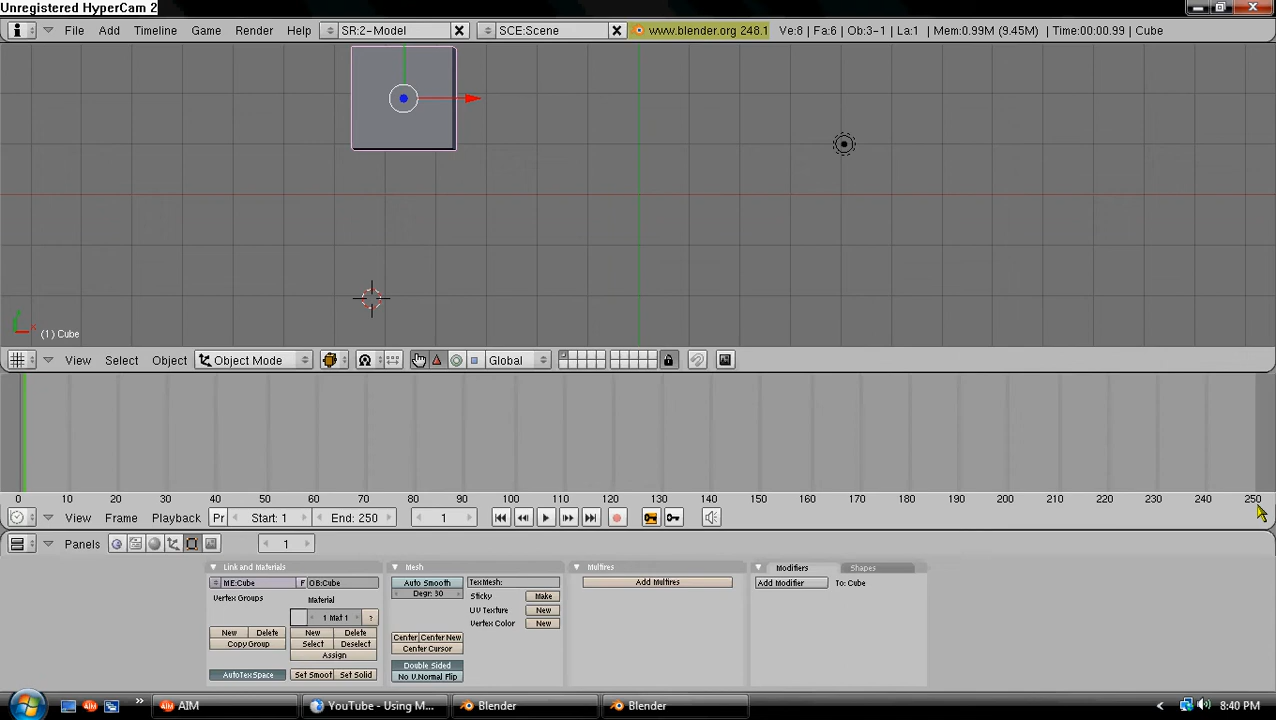 Unregistered HyperCam 2
File Add Timeline Game Render Help SR:2-Model SCE:Scene www.blender.org 248.1 Ve:8 | Fa:6 | Ob:3-1 | La:1 | Mem:0.99M (9.45M) | Time:00:00.99 | Cube
(1) Cube
View Select Object Object Mode Global
0 10 20 30 40 50 60 70 80 90 100 110 120 130 140 150 160 170 180 190 200 210 220 230 240 250
View Frame Playback Pr Start: 1 End: 250 1
Panels 1
Link and Materials Mesh Multires Modifiers Shapes
ME:Cube F OB:Cube Auto Smooth TexMesh: Add Multires Add Modifier To: Cube
Vertex Groups Material Degr: 30 Sticky Make
1 Mat 1 ? UV Texture New
Vertex Color New
New Delete New Delete Center Center New
Copy Group Select Deselect Center Cursor
Assign
Double Sided
AutoTexSpace Set Smoot Set Solid No V.Normal Flip
AIM YouTube - Using M... Blender Blender 8:40 PM